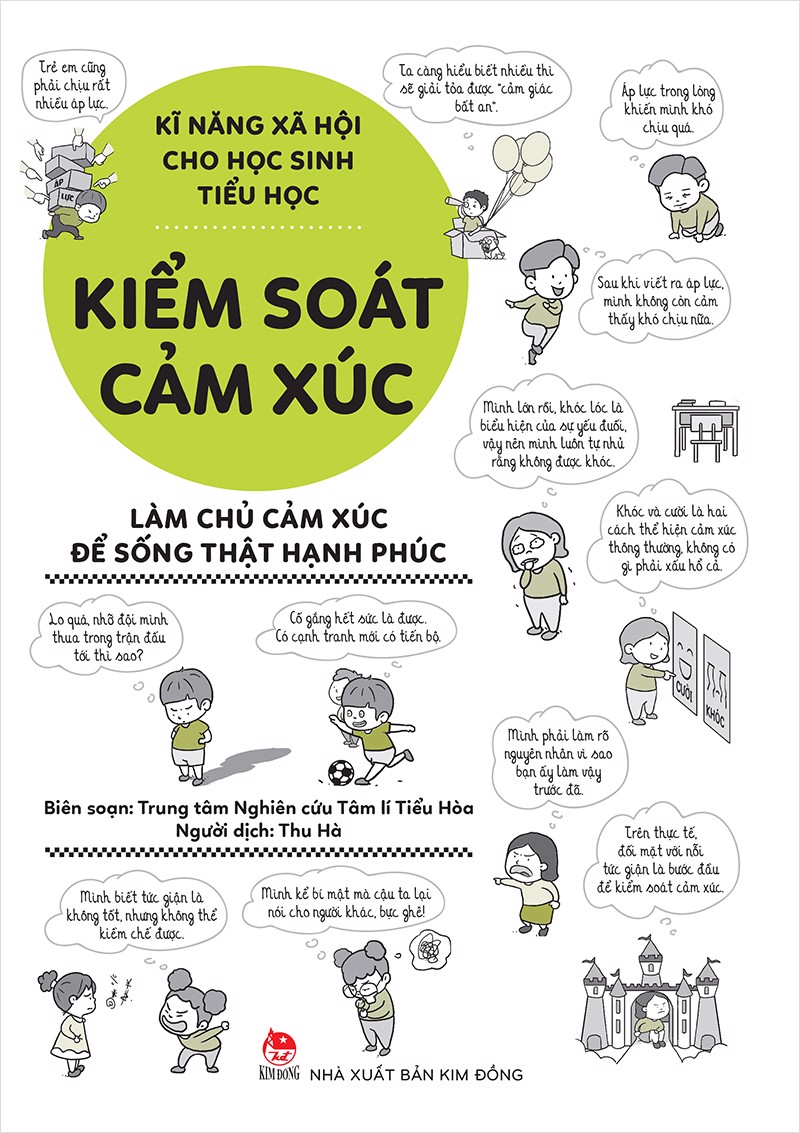 Trẻ em cũng
phải chịu rất
nhiều áp lực.
ÁP
LỰC
KĨ NĂNG XÃ HỘI
CHO HỌC SINH
TIỂU HỌC
KIỂM SOÁT
CẢM XÚC
Ta càng hiểu biết nhiều thì
sẽ giải tỏa được "cảm giác
bất an".
Áp lực trong lòng
khiến mình khó
chịu quá.
Sau khi viết ra áp lực,
mình không còn cảm
thấy khó chịu nữa.
Mình lớn rồi, khóc lóc là
biểu hiện của sự yếu đuối,
vậy nên mình luôn tự nhủ
rằng không được khóc.
Khóc và cười là hai
cách thể hiện cảm xúc
thông thường, không có
gì phải xấu hổ cả.
CƯỜI
KHÓC
LÀM CHỦ CẢM XÚC
ĐỂ SỐNG THẬT HẠNH PHÚC
Lo quá, nhỡ đội mình
thua trong trận đấu
tới thì sao?
Cố gắng hết sức là được.
Có cạnh tranh mới có tiến bộ.
Biên soạn: Trung tâm Nghiên cứu Tâm lí Tiểu Hòa
Người dịch: Thu Hà
Mình phải làm rõ
nguyên nhân vì sao
bạn ấy làm vậy
trước đã.
Trên thực tế,
đối mặt với nỗi
tức giận là bước đầu
để kiểm soát cảm xúc.
Mình biết tức giận là
không tốt, nhưng không thể
kiềm chế được.
Mình kể bí mật mà cậu ta lại
nói cho người khác, bực ghê!
KIM ĐỒNG
NHÀ XUẤT BẢN KIM ĐỒNG